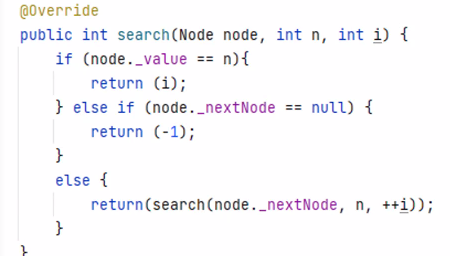 @Override
public int search(Node node, int n, int i) {
    if (node._value == n){
        return (i);
    } else if (node._nextNode == null) {
        return (-1);
    }
    else {
        return(search(node._nextNode, n, ++i));
    }
}